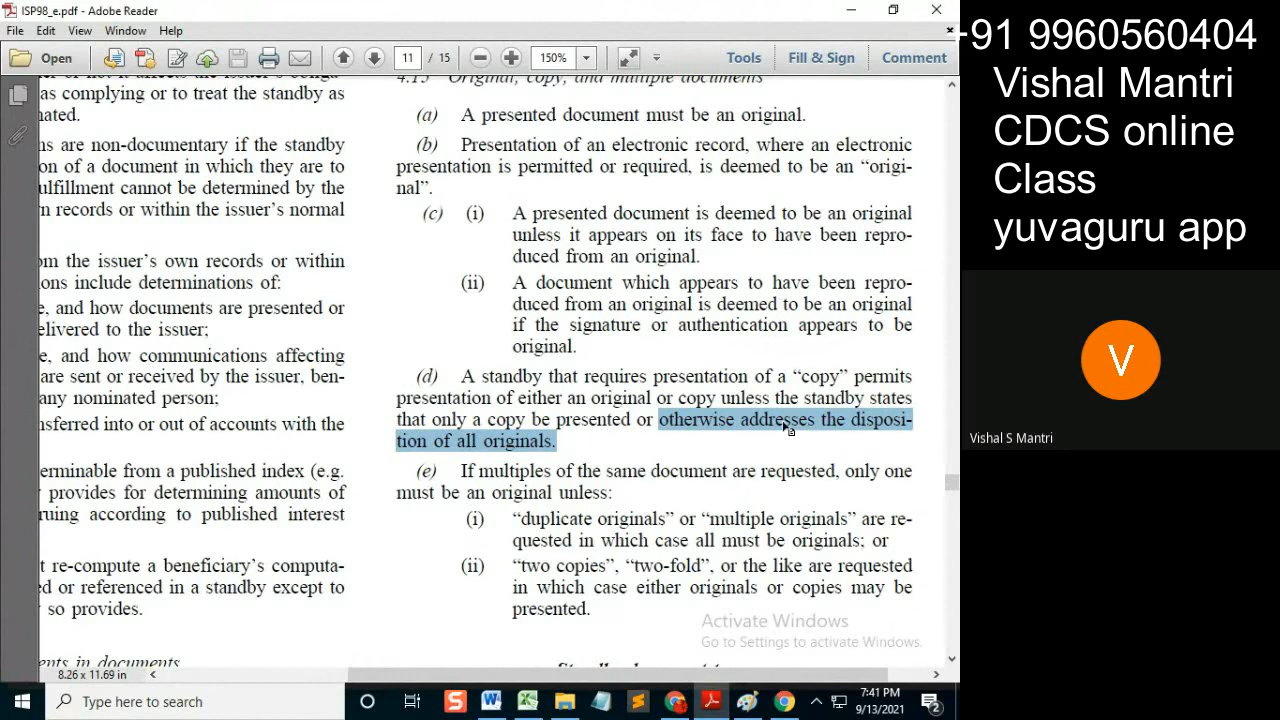 ISP98_e.pdf - Adobe Reader
File Edit View Window Help
Open
11 / 15
150%
Tools Fill & Sign Comment
as complying or to treat the standby as
ns are non-documentary if the standby
on of a document in which they are to
ulfillment cannot be determined by the
n records or within the issuer's normal
om the issuer's own records or within
ons include determinations of:
e, and how documents are presented or
elivered to the issuer;
e, and how communications affecting
are sent or received by the issuer, ben-
any nominated person;
nsferred into or out of accounts with the
erminable from a published index (e.g.
provides for determining amounts of
ruing according to published interest
t re-compute a beneficiary's computa-
ed or referenced in a standby except to
so provides.
ents in documents
4.15 Original, copy, and multiple documents
(a) A presented document must be an original.
(b) Presentation of an electronic record, where an electronic
presentation is permitted or required, is deemed to be an “origi-
nal”.
(c) (i) A presented document is deemed to be an original
unless it appears on its face to have been repro-
duced from an original.
(ii) A document which appears to have been repro-
duced from an original is deemed to be an original
if the signature or authentication appears to be
original.
(d) A standby that requires presentation of a “copy” permits
presentation of either an original or copy unless the standby states
that only a copy be presented or otherwise addresses the disposi-
tion of all originals.
(e) If multiples of the same document are requested, only one
must be an original unless:
(i) “duplicate originals” or “multiple originals” are re-
quested in which case all must be originals; or
(ii) “two copies”, “two-fold”, or the like are requested
in which case either originals or copies may be
presented.
Activate Windows
Go to Settings to activate Windows.
8.26 x 11.69 in
Type here to search
7:41 PM
9/13/2021
2
+91 9960560404
Vishal Mantri
CDCS online
Class
yuvaguru app
V
Vishal S Mantri